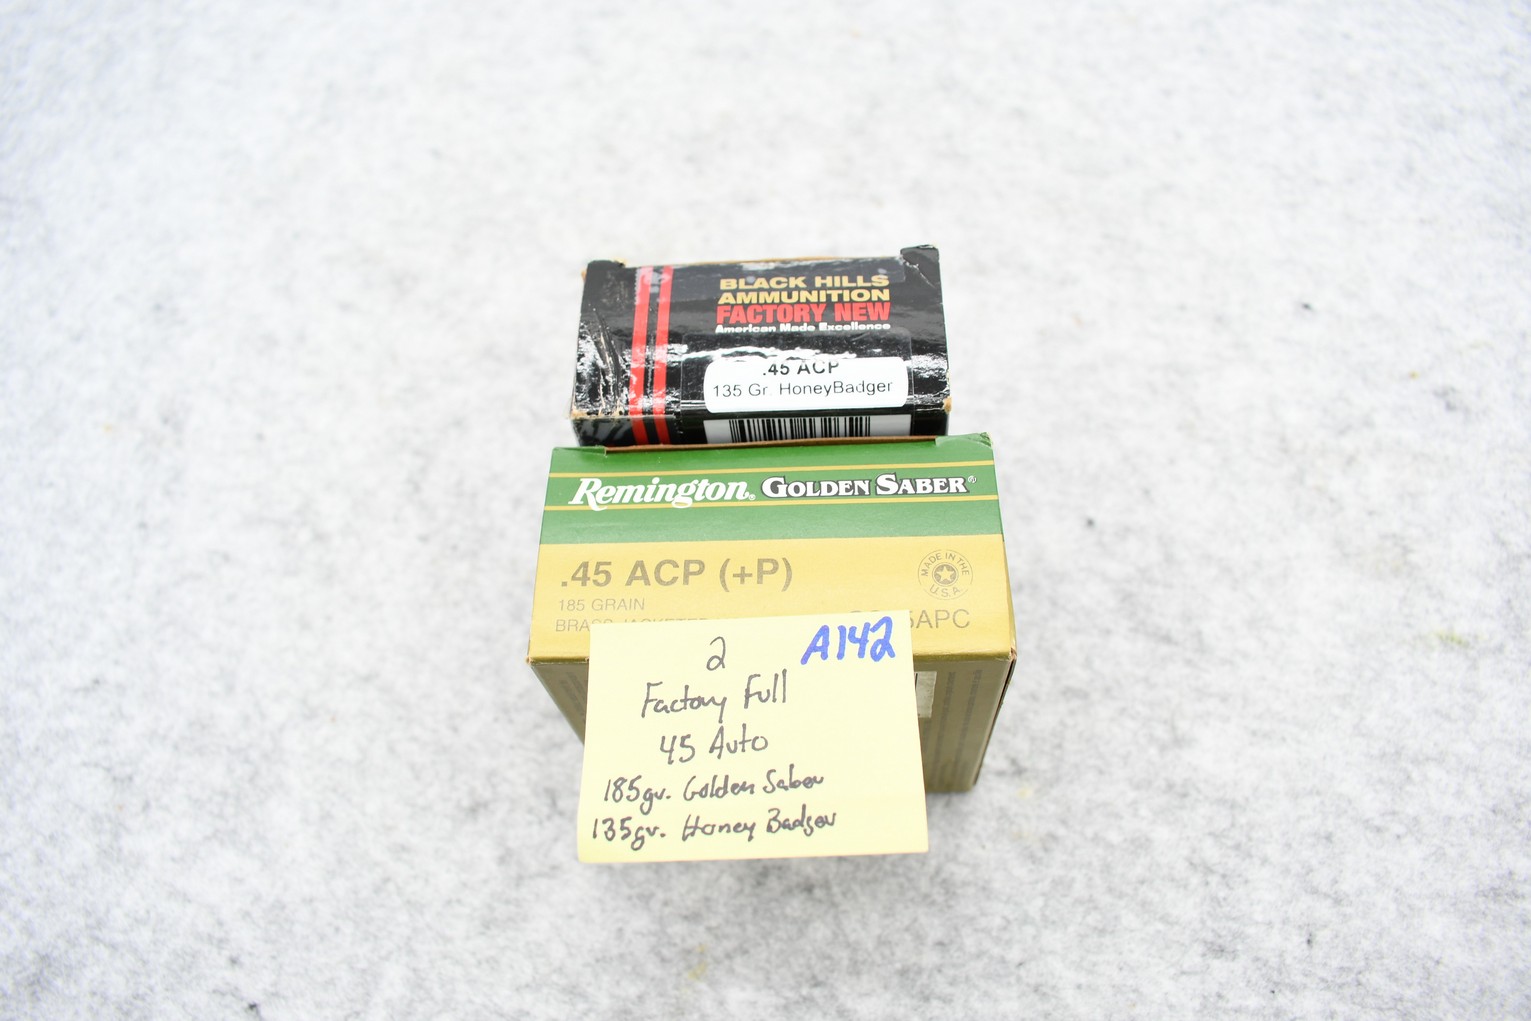 BLACK HILLS
AMMUNITION
FACTORY NEW
American Made Excellence
.45 ACP
135 Gr. HoneyBadger
Remington® GOLDEN SABER®
.45 ACP (+P)
MADE IN THE U.S.A.
185 GRAIN
5APC
2
A142
Factory Full
45 Auto
185gr. Golden Saber
135gr. Honey Badger